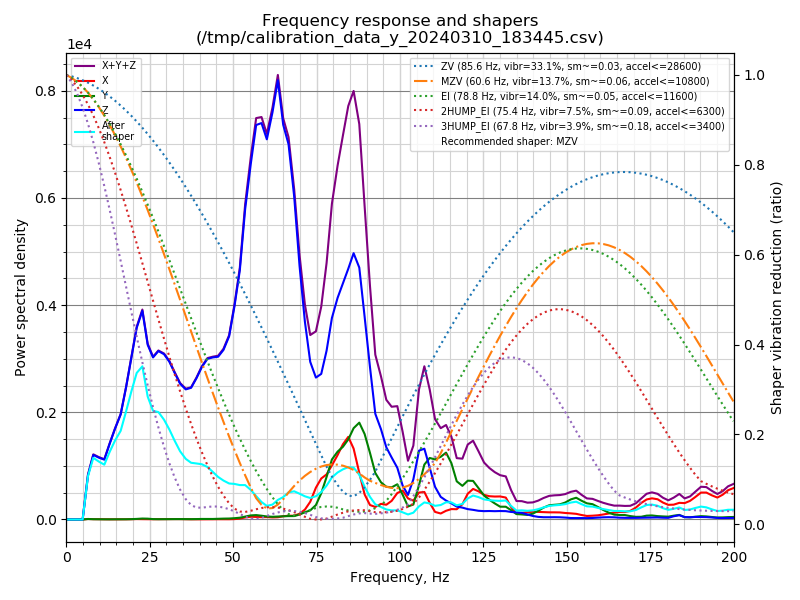 Frequency response and shapers
(/tmp/calibration_data_y_20240310_183445.csv)
1e4
X+Y+Z
X
Y
Z
After
shaper
ZV (85.6 Hz, vibr=33.1%, sm~=0.03, accel<=28600)
MZV (60.6 Hz, vibr=13.7%, sm~=0.06, accel<=10800)
EI (78.8 Hz, vibr=14.0%, sm~=0.05, accel<=11600)
2HUMP_EI (75.4 Hz, vibr=7.5%, sm~=0.09, accel<=6300)
3HUMP_EI (67.8 Hz, vibr=3.9%, sm~=0.18, accel<=3400)
Recommended shaper: MZV
0.8
0.6
0.4
0.2
0.0
Power spectral density
1.0
0.8
0.6
0.4
0.2
0.0
Shaper vibration reduction (ratio)
0 25 50 75 100 125 150 175 200
Frequency, Hz